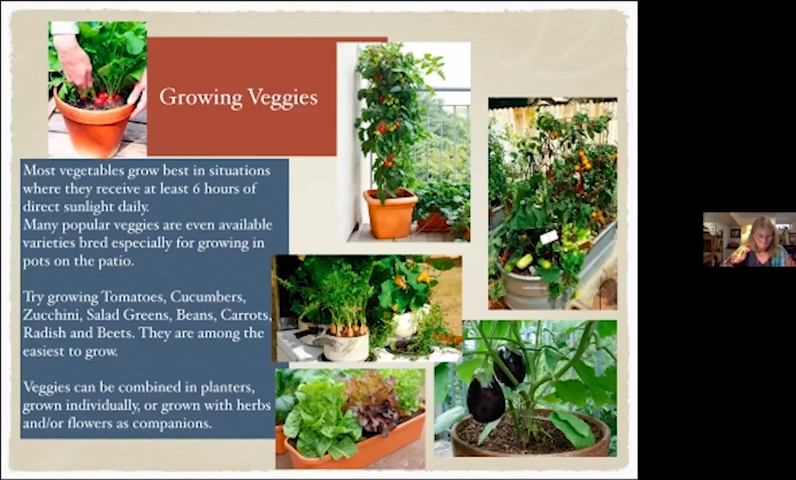 Growing Veggies
Most vegetables grow best in situations
where they receive at least 6 hours of
direct sunlight daily.
Many popular veggies are even available
varieties bred especially for growing in
pots on the patio.
Try growing Tomatoes, Cucumbers,
Zucchini, Salad Greens, Beans, Carrots,
Radish and Beets. They are among the
easiest to grow.
Veggies can be combined in planters,
grown individually, or grown with herbs
and/or flowers as companions.